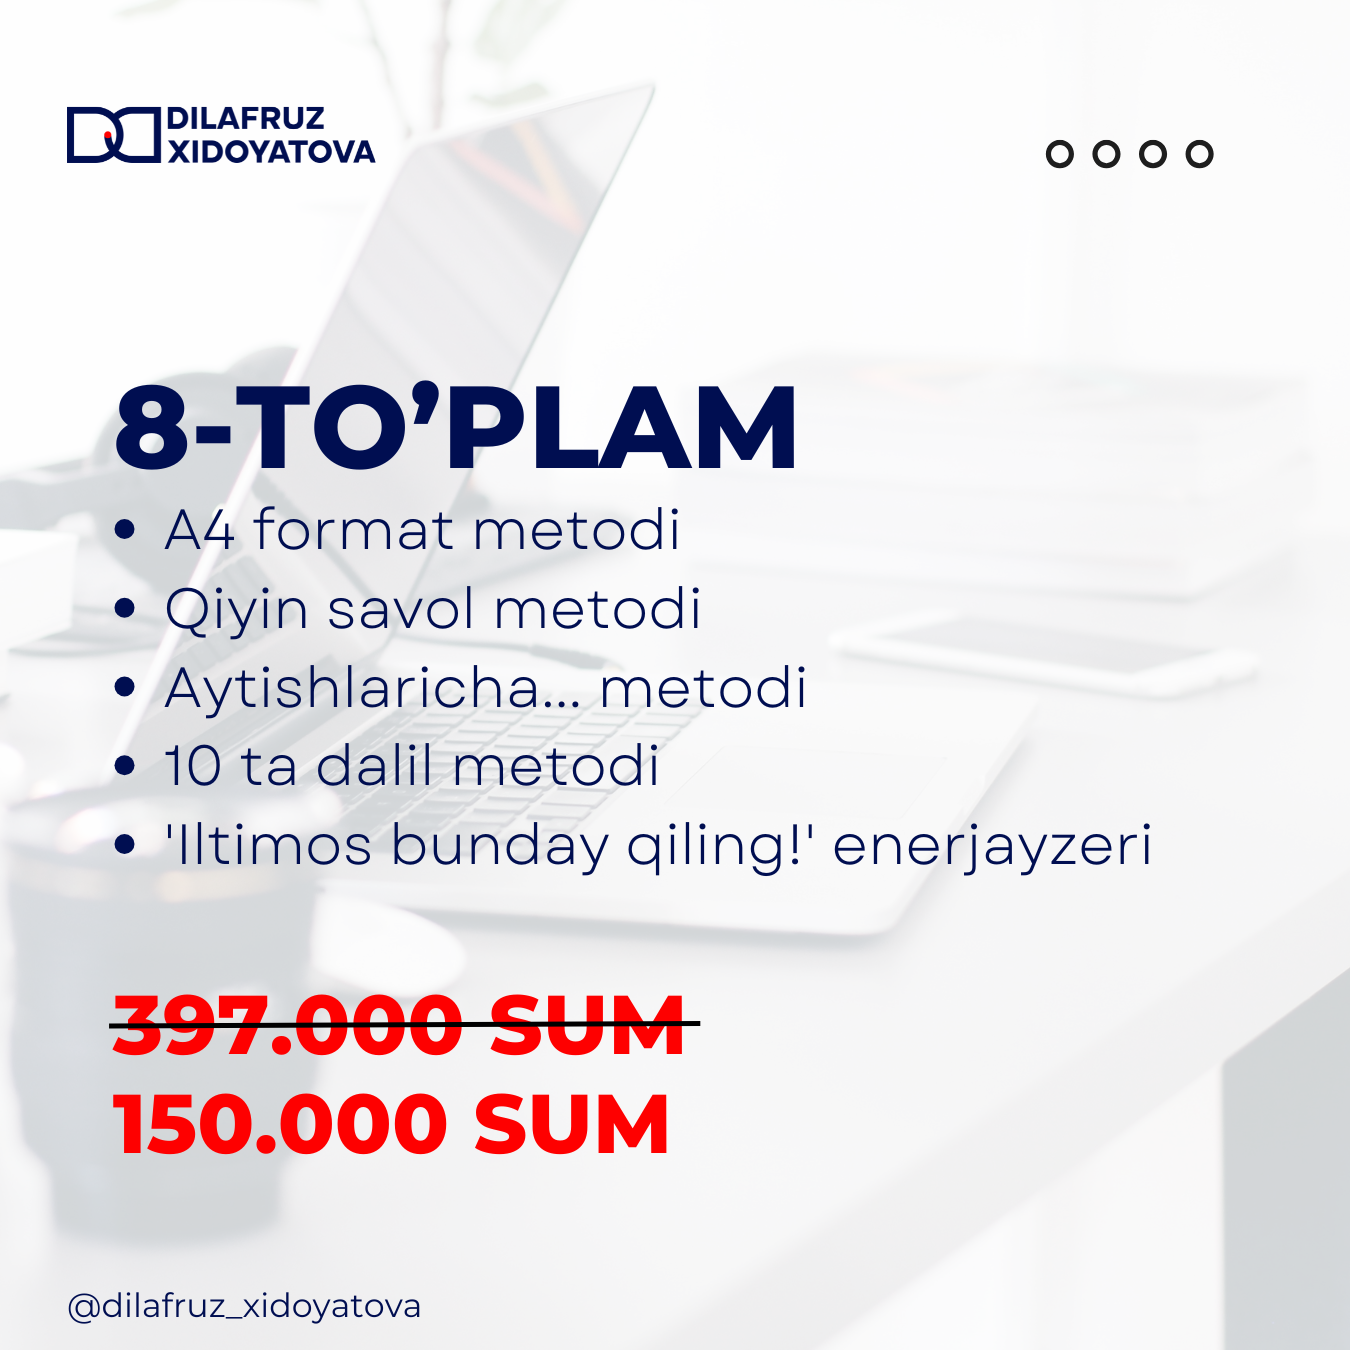 DILAFRUZ
XIDOYATOVA
8-TO’PLAM
• A4 format metodi
• Qiyin savol metodi
• Aytishlaricha... metodi
• 10 ta dalil metodi
• 'Iltimos bunday qiling!' enerjayzeri
397.000 SUM
150.000 SUM
@dilafruz_xidoyatova